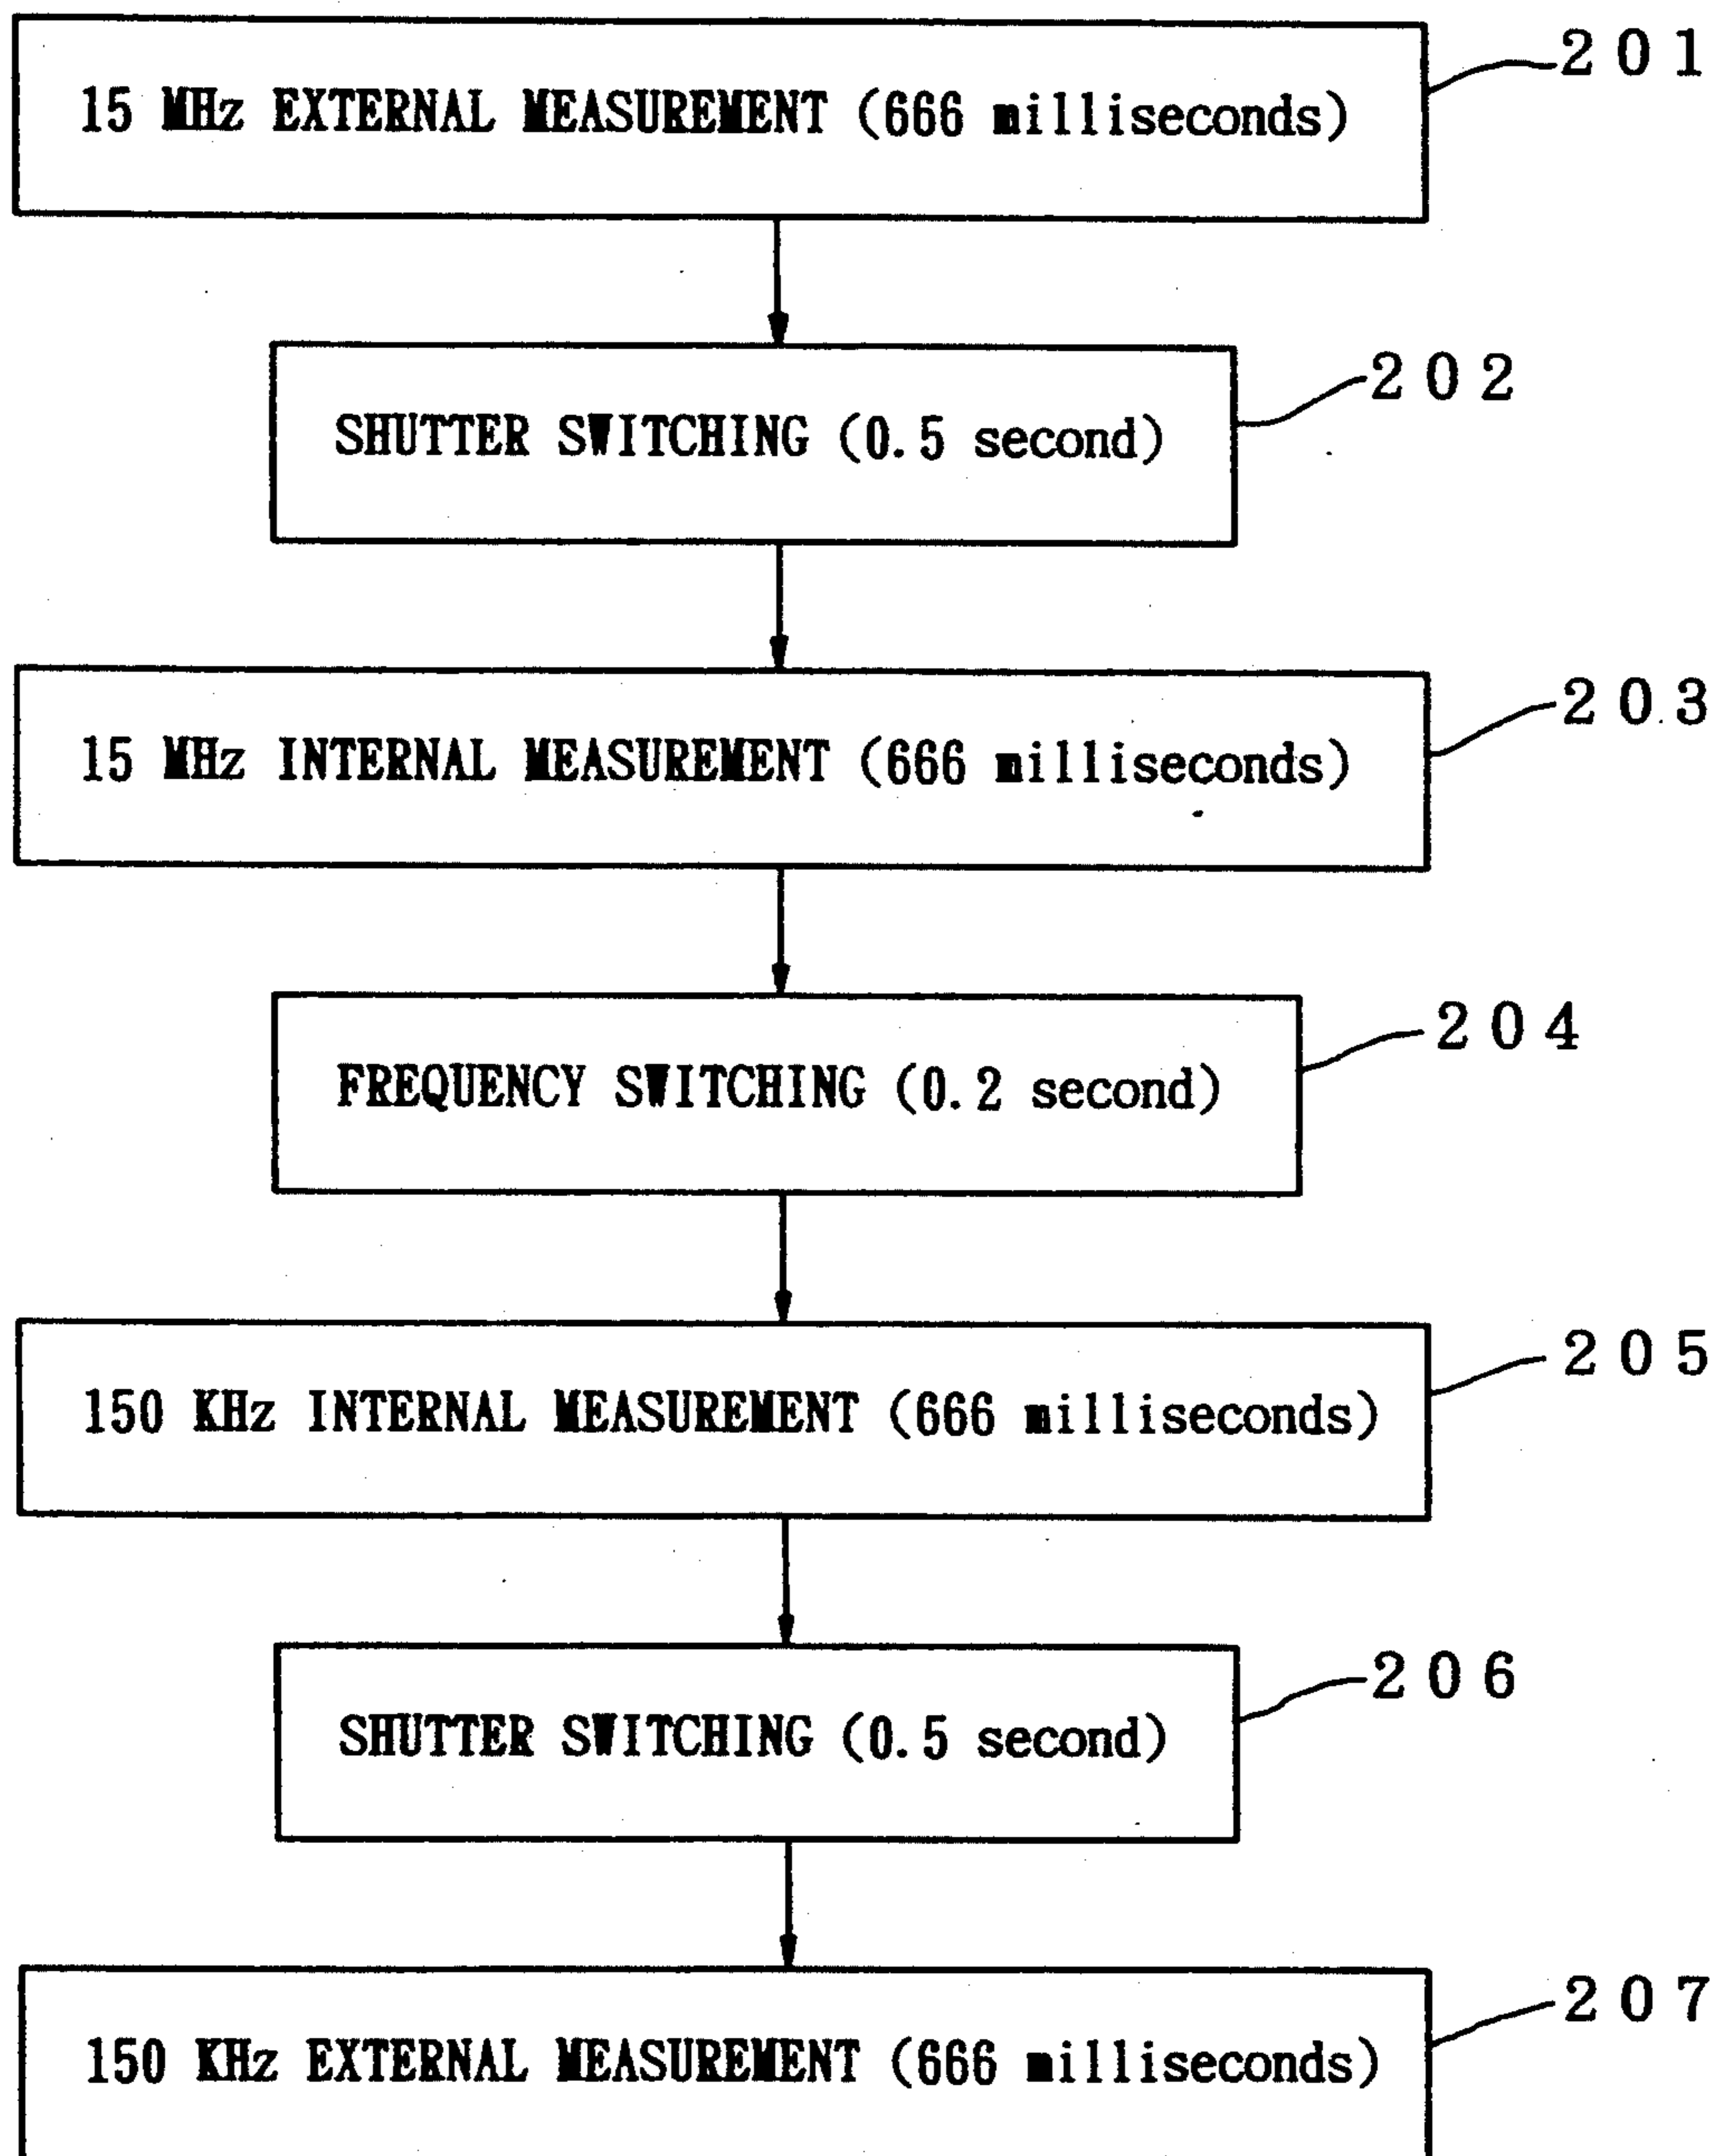 15 MHz EXTERNAL MEASUREMENT (666 milliseconds)
201
SHUTTER SWITCHING (0.5 second)
202
15 MHz INTERNAL MEASUREMENT (666 milliseconds)
203
FREQUENCY SWITCHING (0.2 second)
204
150 KHz INTERNAL MEASUREMENT (666 milliseconds)
205
SHUTTER SWITCHING (0.5 second)
206
150 KHz EXTERNAL MEASUREMENT (666 milliseconds)
207